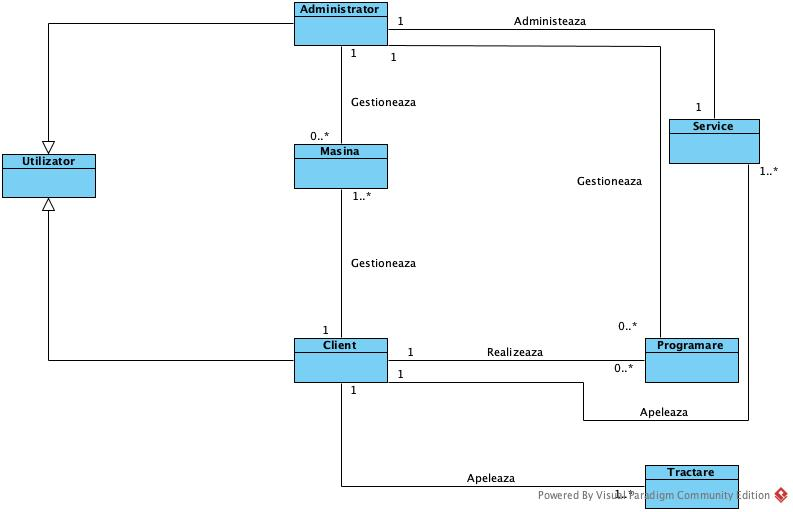 Administrator
1
Administeaza
1
1
Gestioneaza
1
Service
0..*
Masina
Utilizator
1..*
Gestioneaza
1..*
Gestioneaza
1
0..*
Client
1
Realizeaza
Programare
0..*
1
1
Apeleaza
Tractare
Apeleaza
1..*
Powered By Visual Paradigm Community Edition